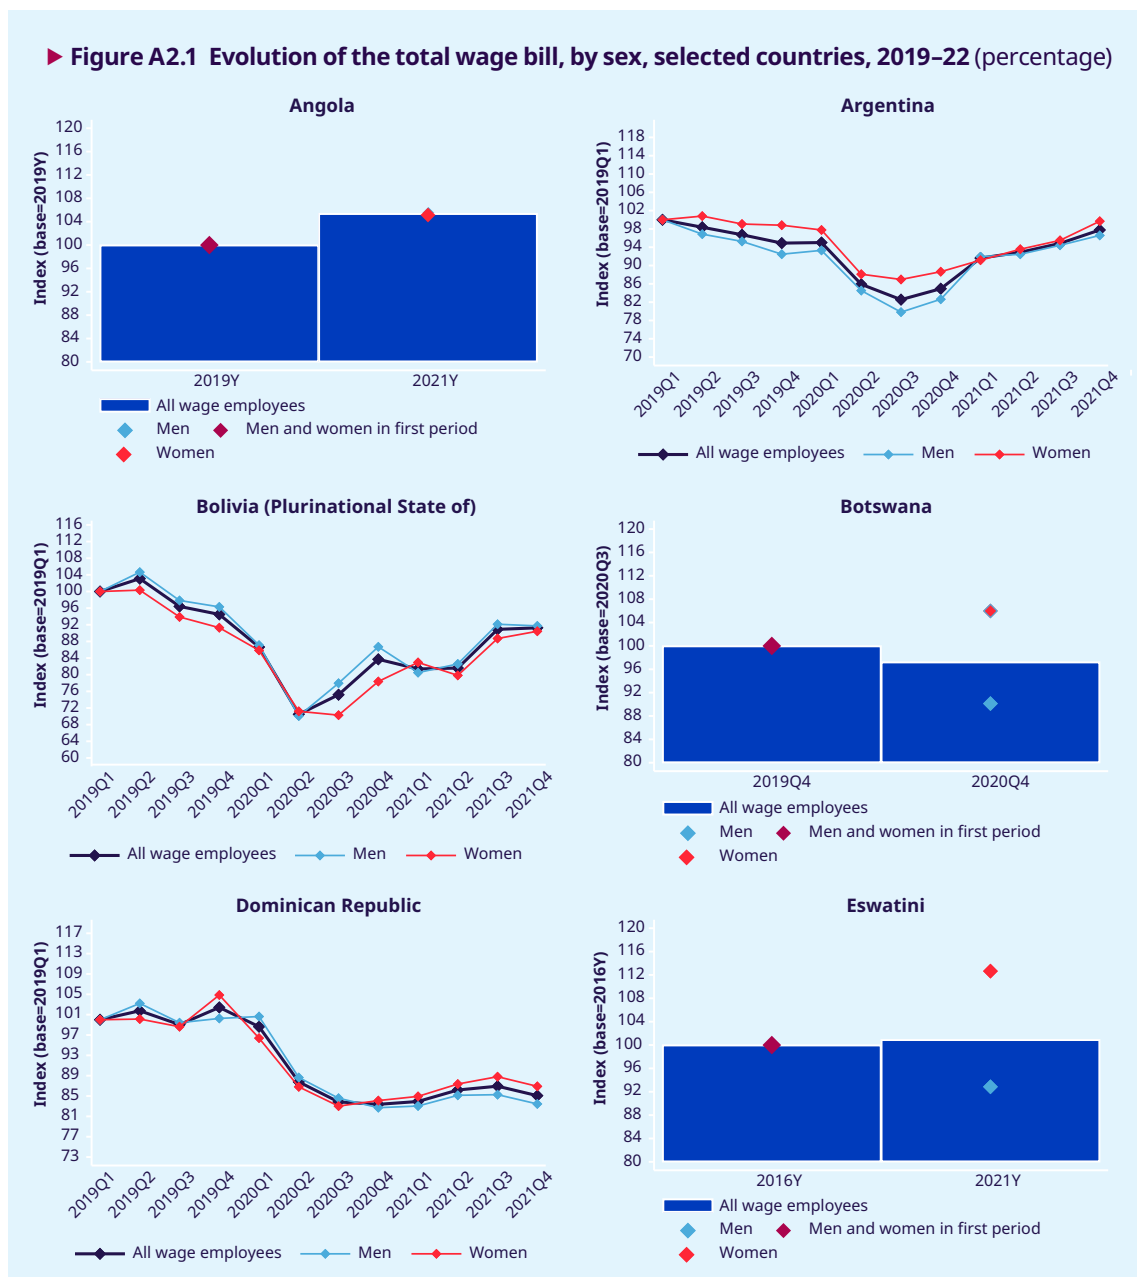 ▶ Figure A2.1 Evolution of the total wage bill, by sex, selected countries, 2019–22 (percentage)
Angola
Index (base=2019Y)
120
116
112
108
104
100
96
92
88
84
80
2019Y 2021Y
All wage employees
Men Men and women in first period
Women
Argentina
Index (base=2019Q1)
118
114
110
106
102
98
94
90
86
82
78
74
70
2019Q1 2019Q2 2019Q3 2019Q4 2020Q1 2020Q2 2020Q3 2020Q4 2021Q1 2021Q2 2021Q3 2021Q4
All wage employees Men Women
Bolivia (Plurinational State of)
Index (base=2019Q1)
116
112
108
104
100
96
92
88
84
80
76
72
68
64
60
2019Q1 2019Q2 2019Q3 2019Q4 2020Q1 2020Q2 2020Q3 2020Q4 2021Q1 2021Q2 2021Q3 2021Q4
All wage employees Men Women
Botswana
Index (base=2020Q3)
120
116
112
108
104
100
96
92
88
84
80
2019Q4 2020Q4
All wage employees
Men Men and women in first period
Women
Dominican Republic
Index (base=2019Q1)
117
113
109
105
101
97
93
89
85
81
77
73
2019Q1 2019Q2 2019Q3 2019Q4 2020Q1 2020Q2 2020Q3 2020Q4 2021Q1 2021Q2 2021Q3 2021Q4
All wage employees Men Women
Eswatini
Index (base=2016Y)
120
116
112
108
104
100
96
92
88
84
80
2016Y 2021Y
All wage employees
Men Men and women in first period
Women